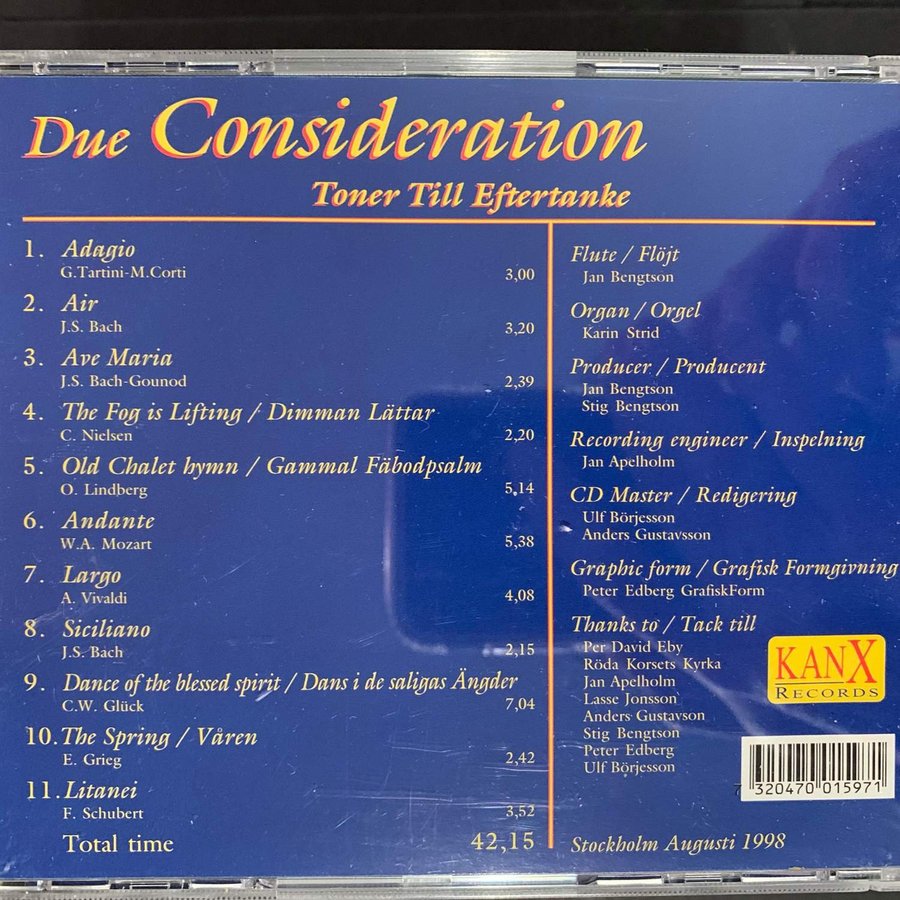 Due Consideration
Toner Till Eftertanke
1. Adagio
G.Tartini-M.Corti 3,00
2. Air
J.S. Bach 3,20
3. Ave Maria
J.S. Bach-Gounod 2,39
4. The Fog is Lifting / Dimman Lättar
C. Nielsen 2,20
5. Old Chalet hymn / Gammal Fäbodpsalm
O. Lindberg 5,14
6. Andante
W.A. Mozart 5,38
7. Largo
A. Vivaldi 4,08
8. Siciliano
J.S. Bach 2,15
9. Dance of the blessed spirit / Dans i de saligas Ängder
C.W. Glück 7,04
10. The Spring / Våren
E. Grieg 2,42
11. Litanei
F. Schubert 3,52
Total time 42,15
Flute / Flöjt
Jan Bengtson
Organ / Orgel
Karin Strid
Producer / Producent
Jan Bengtson
Stig Bengtson
Recording engineer / Inspelning
Jan Apelholm
CD Master / Redigering
Ulf Börjesson
Anders Gustavsson
Graphic form / Grafisk Formgivning
Peter Edberg GrafiskForm
Thanks to / Tack till
Per David Eby
Röda Korsets Kyrka
Jan Apelholm
Lasse Jonsson
Anders Gustavson
Stig Bengtson
Peter Edberg
Ulf Börjesson
KANX
RECORDS
7 320470 015971
Stockholm Augusti 1998